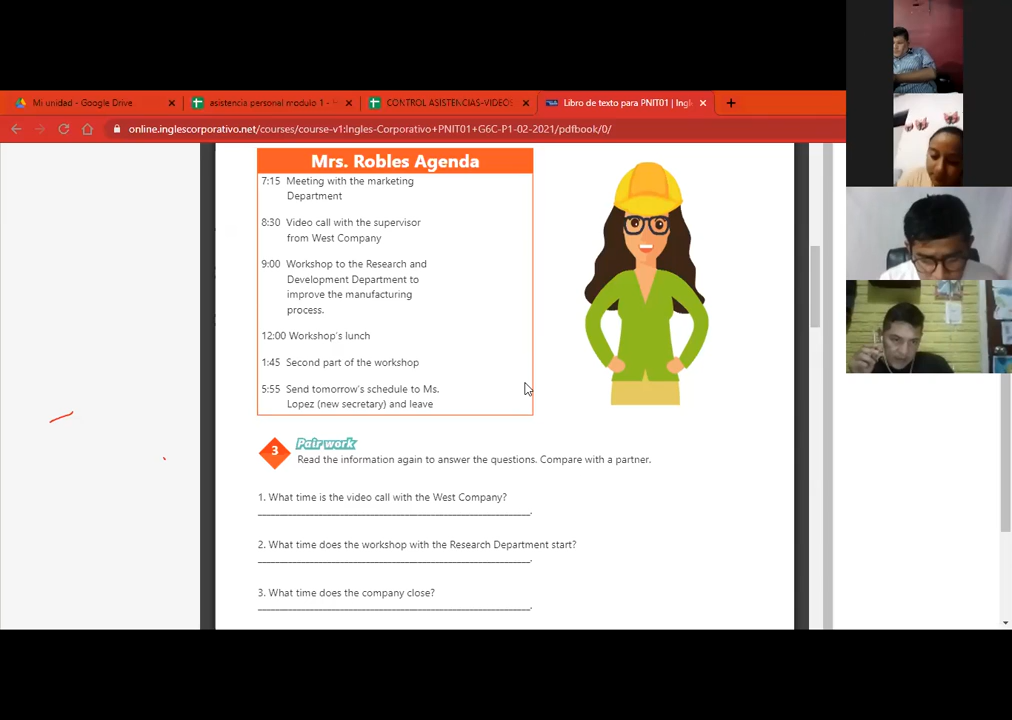 Mi unidad - Google Drive
asistencia personal modulo 1 -
CONTROL ASISTENCIA-VIDEOS
Libro de texto para PNIT01 | Ingl
online.inglescorporativo.net/courses/course-v1:Ingles-Corporativo+PNIT01+G6C-P1-02-2021/pdfbook/0/
Mrs. Robles Agenda
7:15 Meeting with the marketing
Department
8:30 Video call with the supervisor
from West Company
9:00 Workshop to the Research and
Development Department to
improve the manufacturing
process.
12:00 Workshop's lunch
1:45 Second part of the workshop
5:55 Send tomorrow's schedule to Ms.
Lopez (new secretary) and leave
3
Pair work
Read the information again to answer the questions. Compare with a partner.
1. What time is the video call with the West Company?
2. What time does the workshop with the Research Department start?
3. What time does the company close?